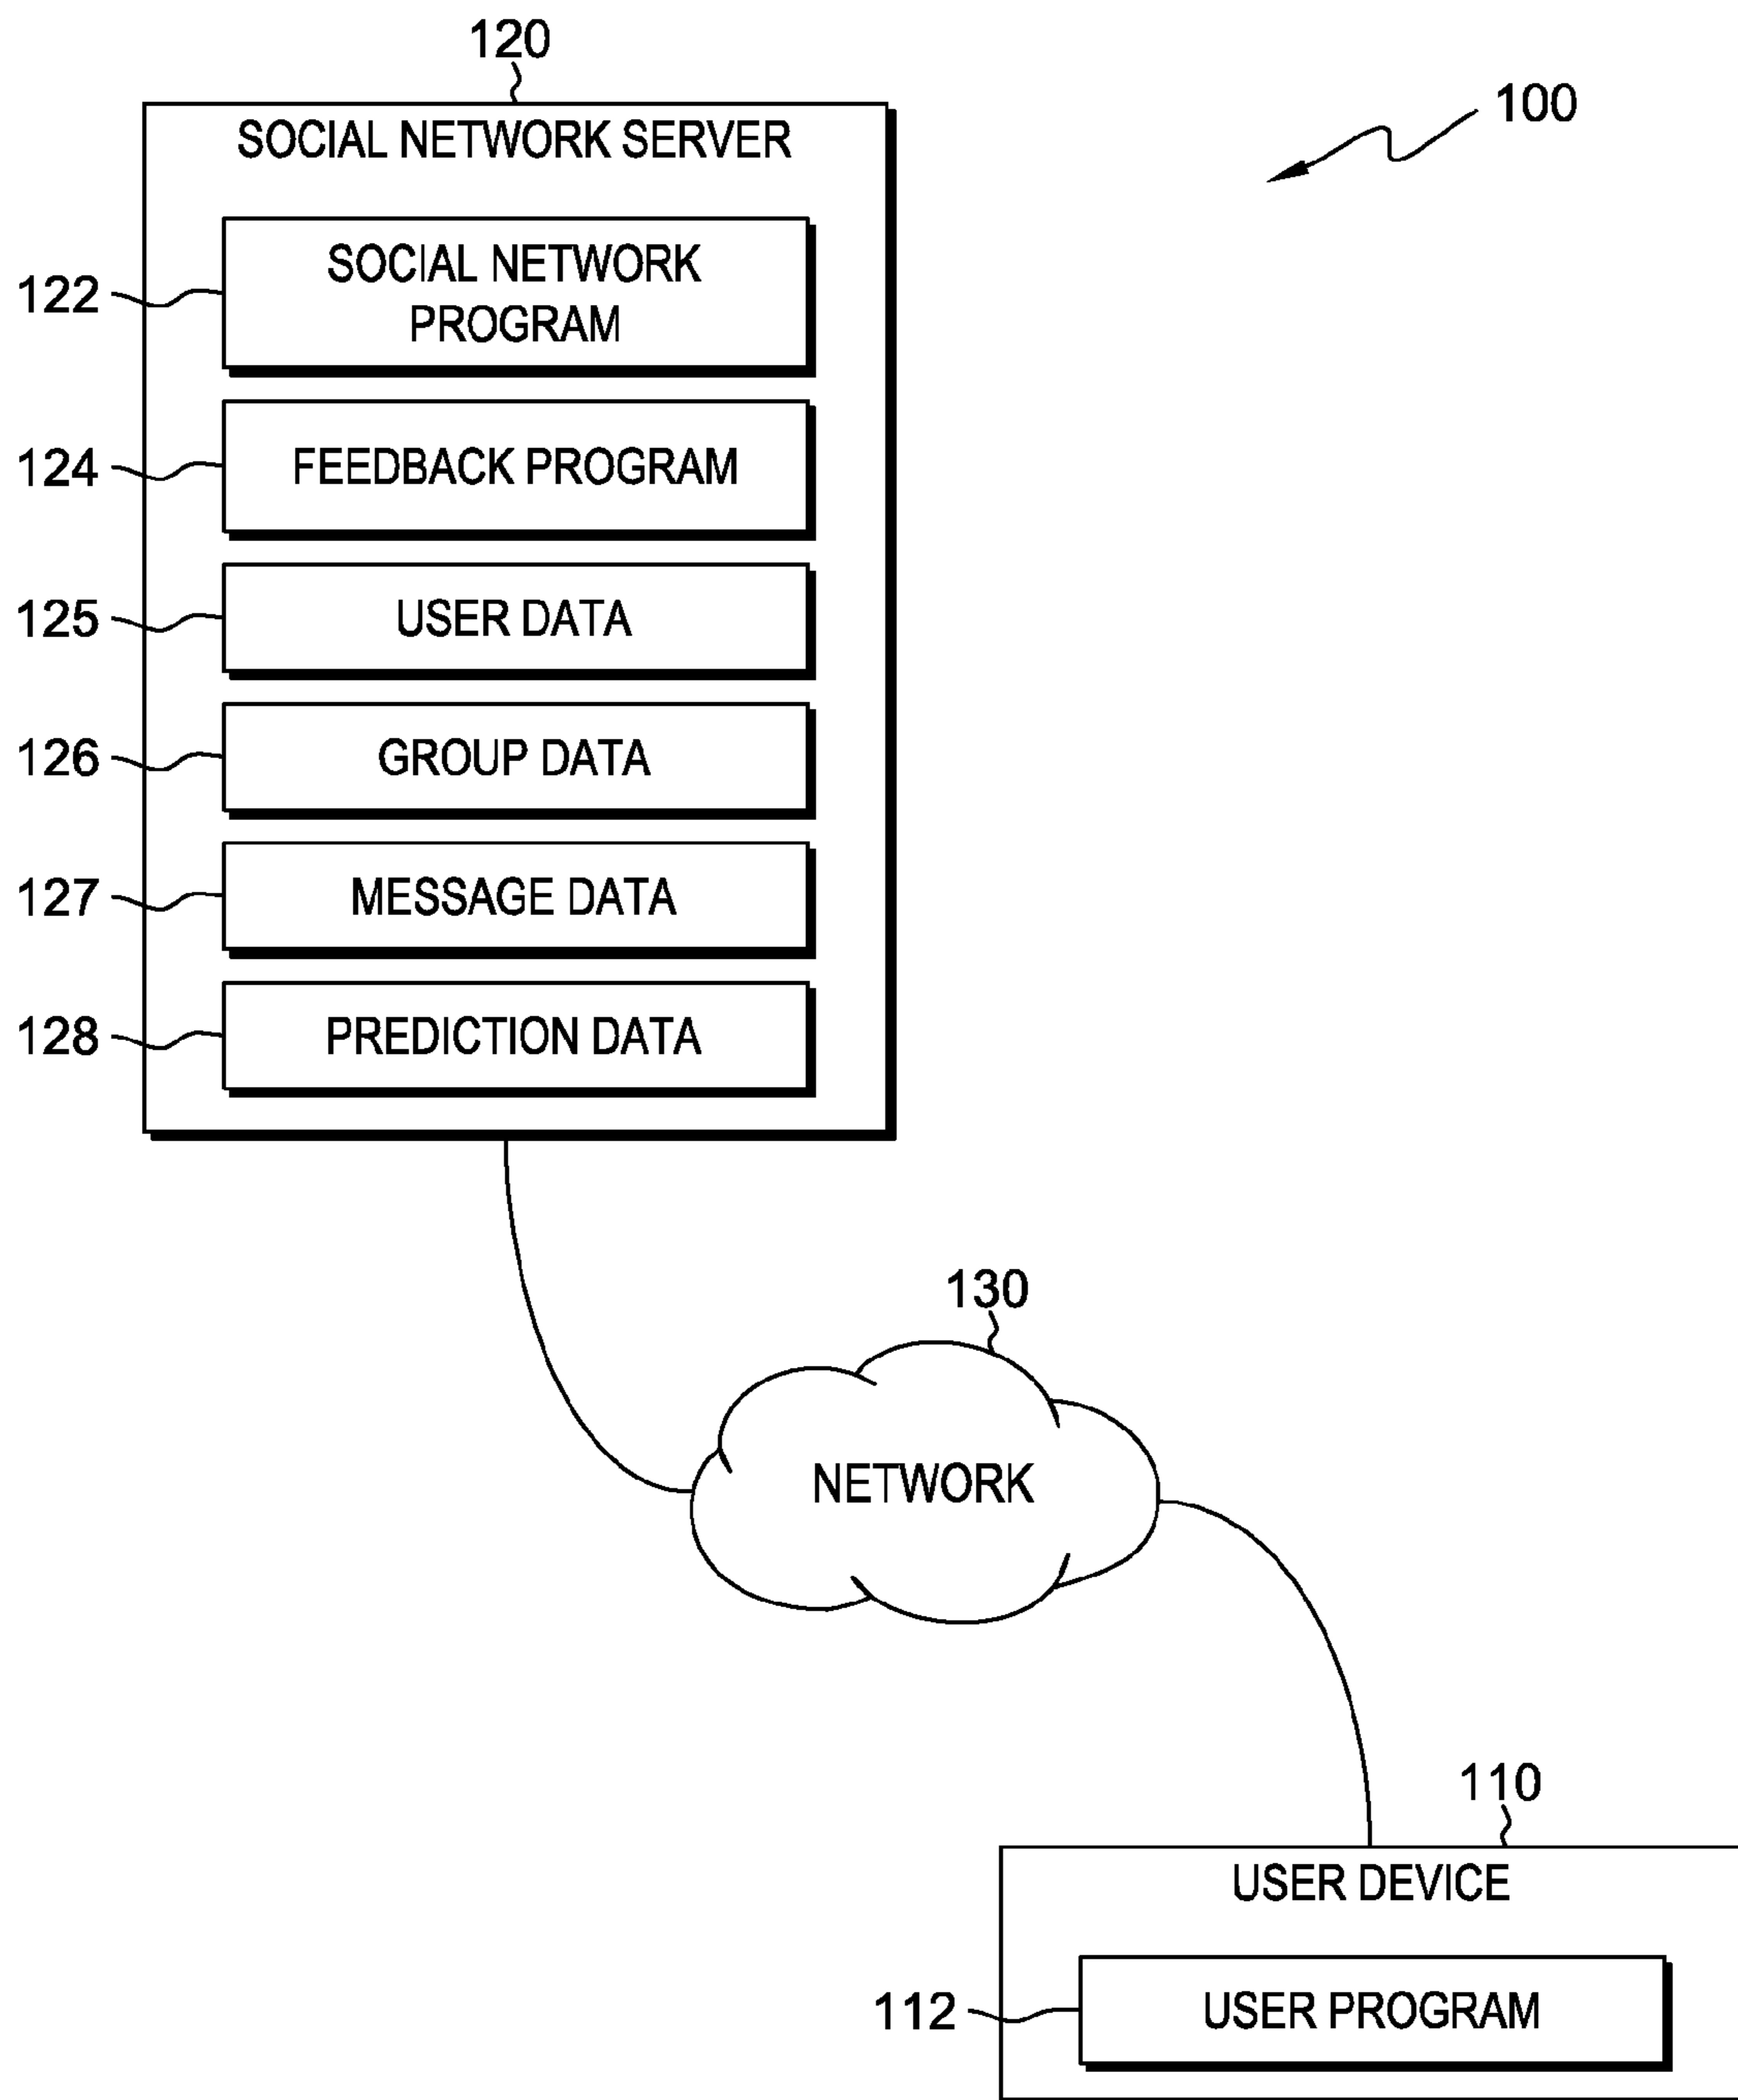 120
100
SOCIAL NETWORK SERVER
122
SOCIAL NETWORK
PROGRAM
124
FEEDBACK PROGRAM
125
USER DATA
126
GROUP DATA
127
MESSAGE DATA
128
PREDICTION DATA
130
NETWORK
110
USER DEVICE
112
USER PROGRAM